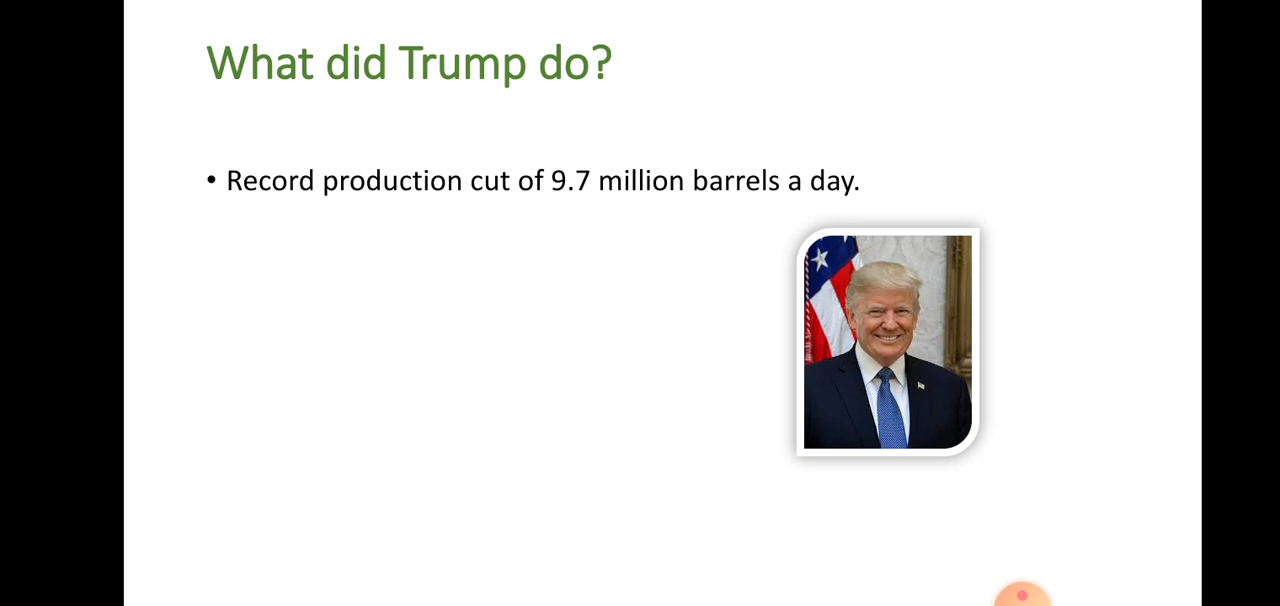 What did Trump do?
• Record production cut of 9.7 million barrels a day.